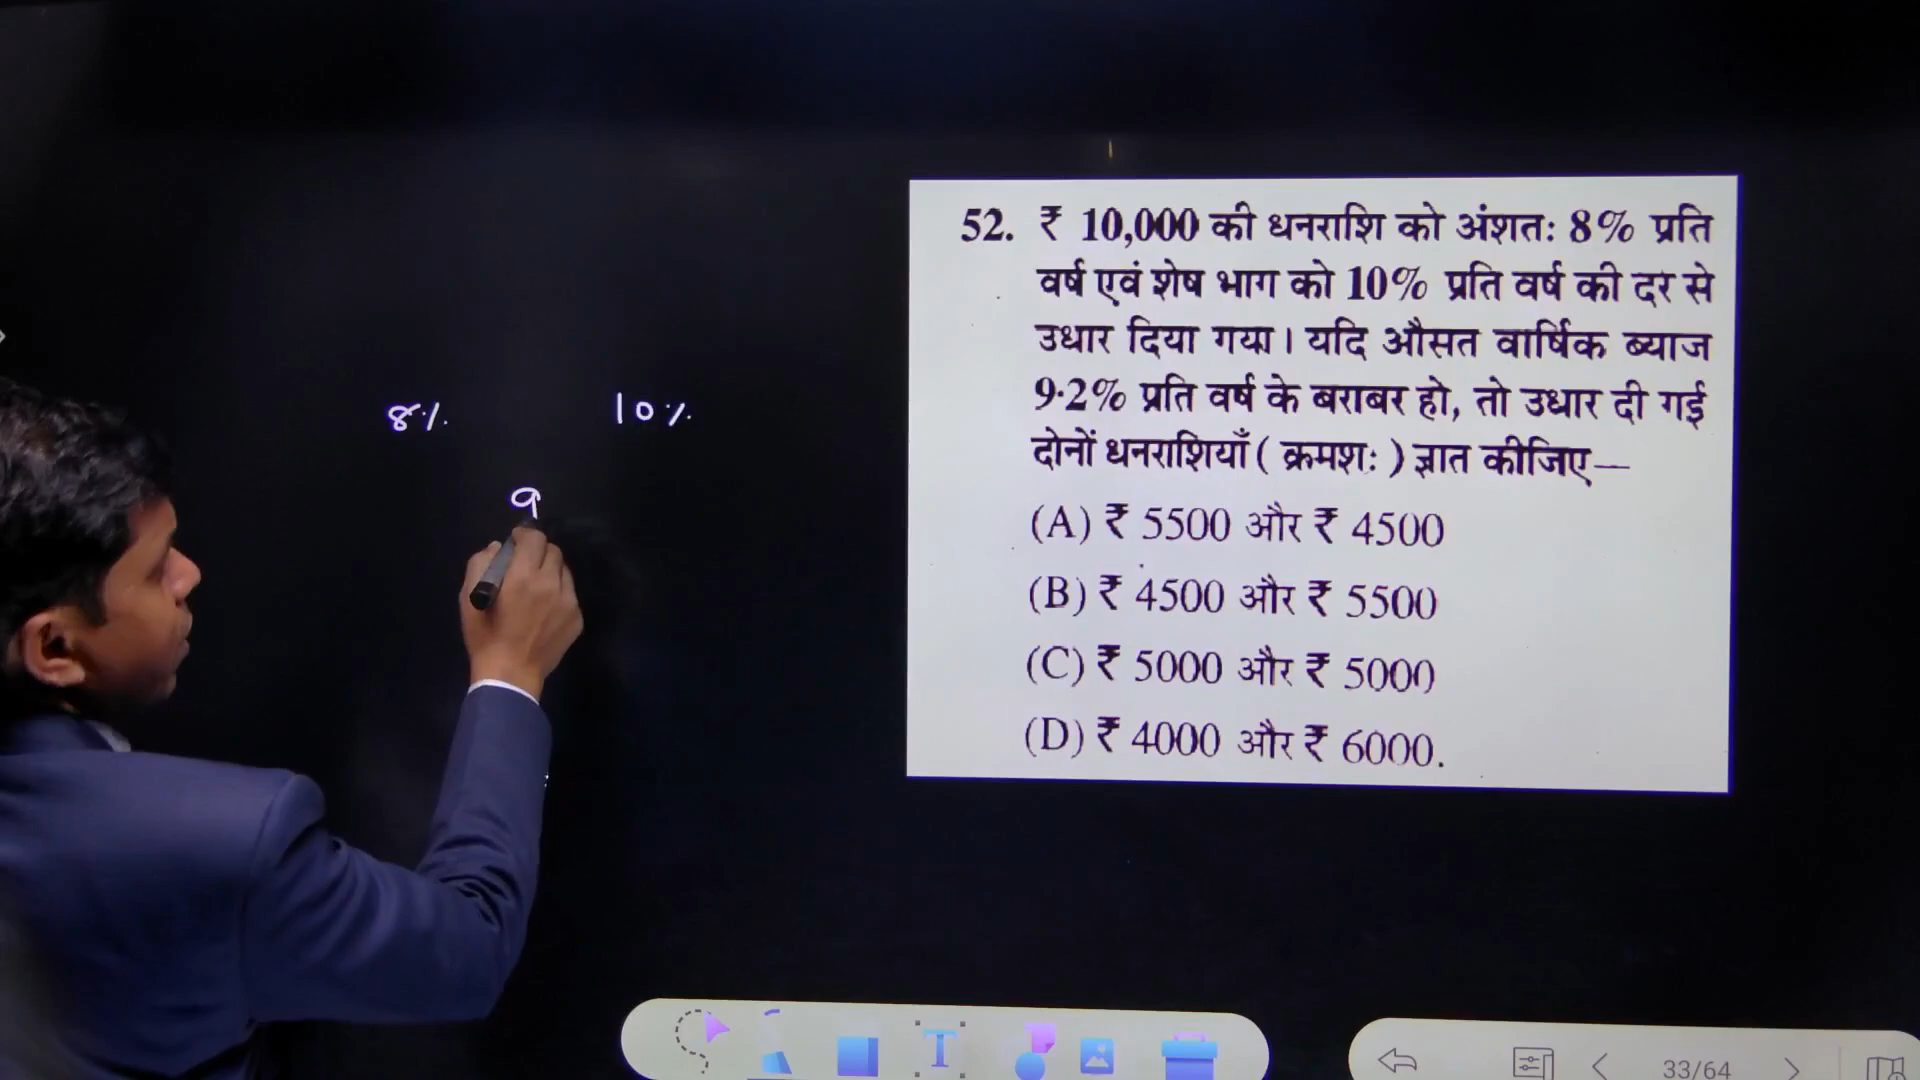 8%
10%
9
52. ₹ 10,000 की धनराशि को अंशतः 8% प्रति
वर्ष एवं शेष भाग को 10% प्रति वर्ष की दर से
उधार दिया गया। यदि औसत वार्षिक ब्याज
9·2% प्रति वर्ष के बराबर हो, तो उधार दी गई
दोनों धनराशियाँ ( क्रमशः ) ज्ञात कीजिए—
(A) ₹ 5500 और ₹ 4500
(B) ₹ 4500 और ₹ 5500
(C) ₹ 5000 और ₹ 5000
(D) ₹ 4000 और ₹ 6000.
T
33/64